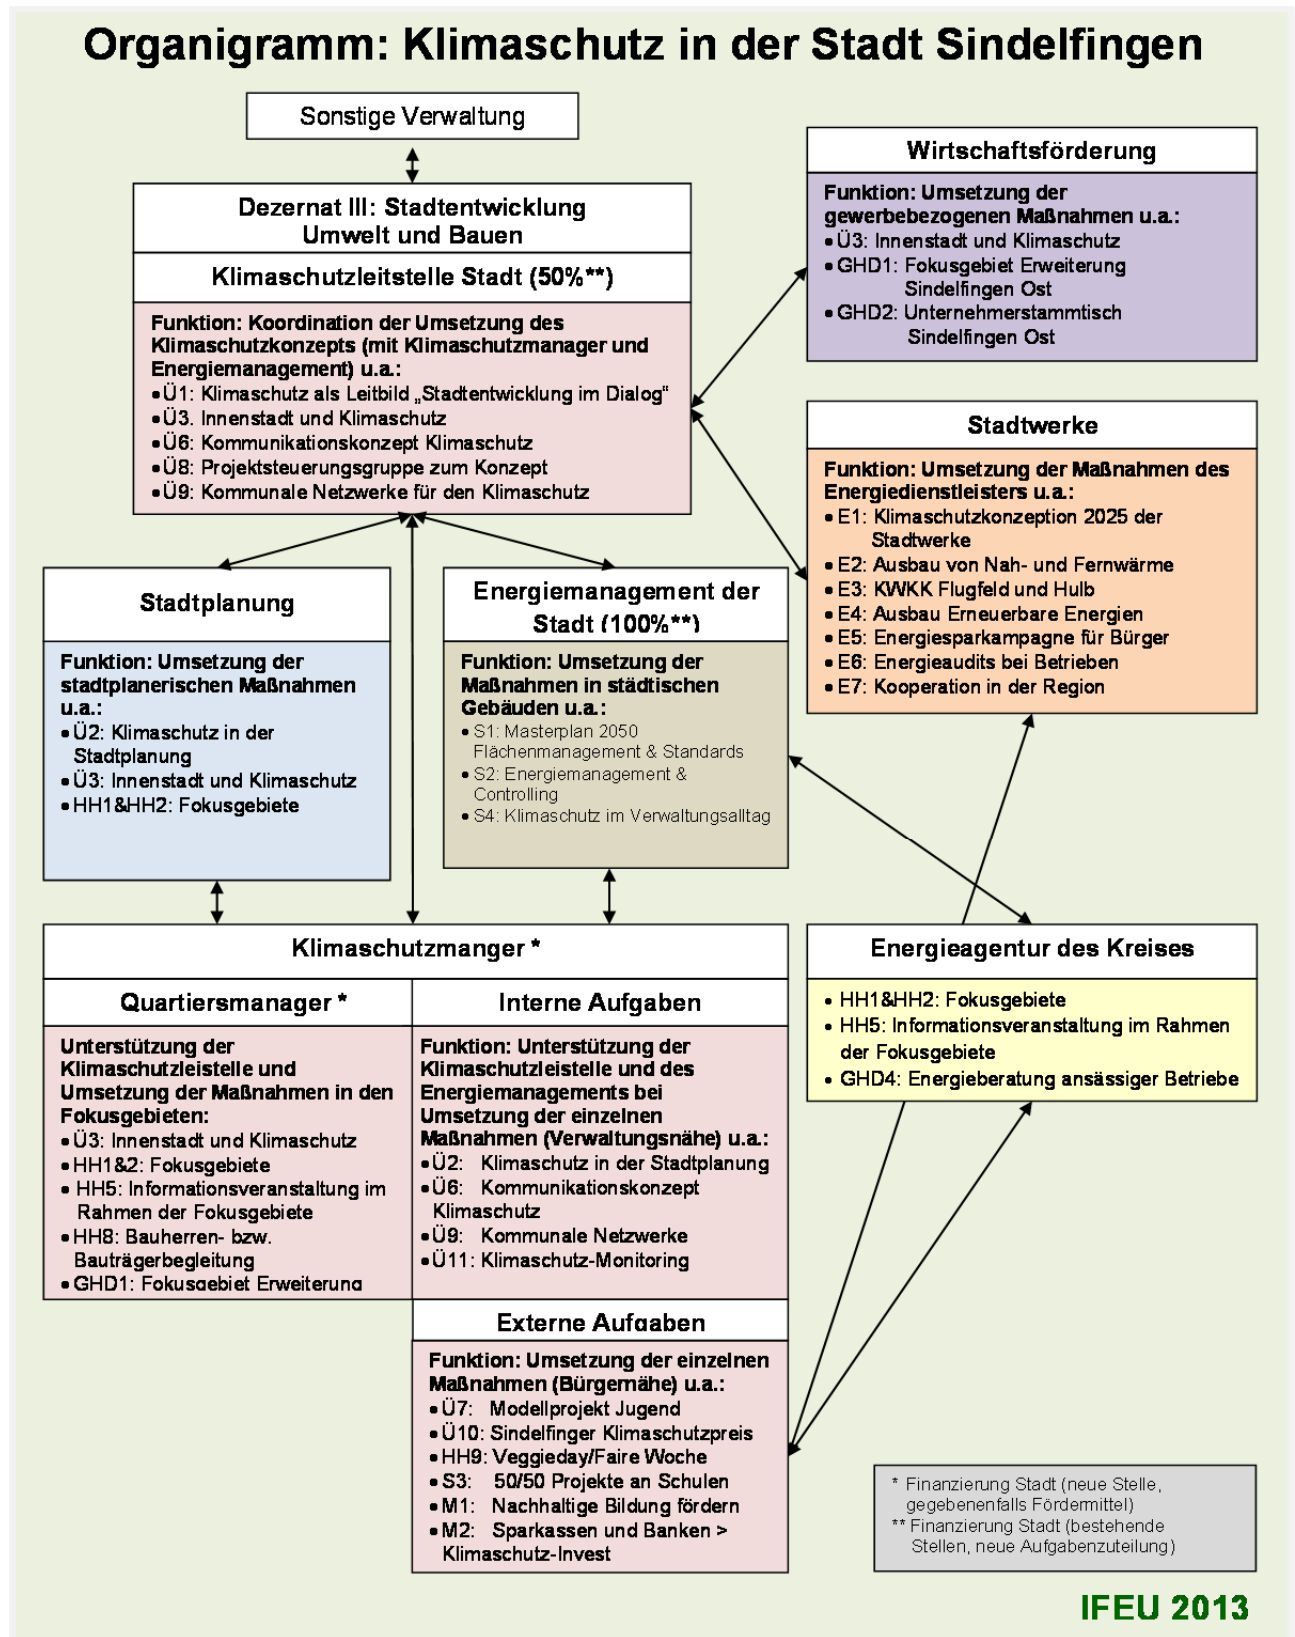 Organigramm: Klimaschutz in der Stadt Sindelfingen
Sonstige Verwaltung
Dezernat III: Stadtentwicklung
Umwelt und Bauen
Klimaschutzleitstelle Stadt (50%**)
Funktion: Koordination der Umsetzung des
Klimaschutzkonzepts (mit Klimaschutzmanager und
Energiemanagement) u.a.:
• Ü1: Klimaschutz als Leitbild „Stadtentwicklung im Dialog“
• Ü3. Innenstadt und Klimaschutz
• Ü6: Kommunikationskonzept Klimaschutz
• Ü8: Projektsteuerungsgruppe zum Konzept
• Ü9: Kommunale Netzwerke für den Klimaschutz
Wirtschaftsförderung
Funktion: Umsetzung der
gewerbebezogenen Maßnahmen u.a.:
• Ü3: Innenstadt und Klimaschutz
• GHD1: Fokusgebiet Erweiterung
Sindelfingen Ost
• GHD2: Unternehmerstammtisch
Sindelfingen Ost
Stadtwerke
Funktion: Umsetzung der Maßnahmen des
Energiedienstleisters u.a.:
• E1: Klimaschutzkonzeption 2025 der
Stadtwerke
• E2: Ausbau von Nah- und Fernwärme
• E3: KWKK Flugfeld und Hulb
• E4: Ausbau Erneuerbare Energien
• E5: Energiesparkampagne für Bürger
• E6: Energieaudits bei Betrieben
• E7: Kooperation in der Region
Stadtplanung
Funktion: Umsetzung der
stadtplanerischen Maßnahmen
u.a.:
• Ü2: Klimaschutz in der
Stadtplanung
• Ü3: Innenstadt und Klimaschutz
• HH1&HH2: Fokusgebiete
Energiemanagement der
Stadt (100%**)
Funktion: Umsetzung der
Maßnahmen in städtischen
Gebäuden u.a.:
• S1: Masterplan 2050
Flächenmanagement & Standards
• S2: Energiemanagement &
Controlling
• S4: Klimaschutz im Verwaltungsalltag
Klimaschutzmanger *
Quartiersmanager *
Unterstützung der
Klimaschutzleistelle und
Umsetzung der Maßnahmen in den
Fokusgebieten:
• Ü3: Innenstadt und Klimaschutz
• HH1&2: Fokusgebiete
• HH5: Informationsveranstaltung im
Rahmen der Fokusgebiete
• HH8: Bauherren- bzw.
Bauträgerbegleitung
• GHD1: Fokusgebiet Erweiterung
Interne Aufgaben
Funktion: Unterstützung der
Klimaschutzleistelle und des
Energiemanagements bei
Umsetzung der einzelnen
Maßnahmen (Verwaltungsnähe) u.a.:
• Ü2: Klimaschutz in der Stadtplanung
• Ü6: Kommunikationskonzept
Klimaschutz
• Ü9: Kommunale Netzwerke
• Ü11: Klimaschutz-Monitoring
Externe Aufgaben
Funktion: Umsetzung der einzelnen
Maßnahmen (Bürgernähe) u.a.:
• Ü7: Modellprojekt Jugend
• Ü10: Sindelfinger Klimaschutzpreis
• HH9: Veggieday/Faire Woche
• S3: 50/50 Projekte an Schulen
• M1: Nachhaltige Bildung fördern
• M2: Sparkassen und Banken >
Klimaschutz-Invest
Energieagentur des Kreises
• HH1&HH2: Fokusgebiete
• HH5: Informationsveranstaltung im Rahmen
der Fokusgebiete
• GHD4: Energieberatung ansässiger Betriebe
* Finanzierung Stadt (neue Stelle,
gegebenenfalls Fördermittel)
** Finanzierung Stadt (bestehende
Stellen, neue Aufgabenzuteilung)
IFEU 2013